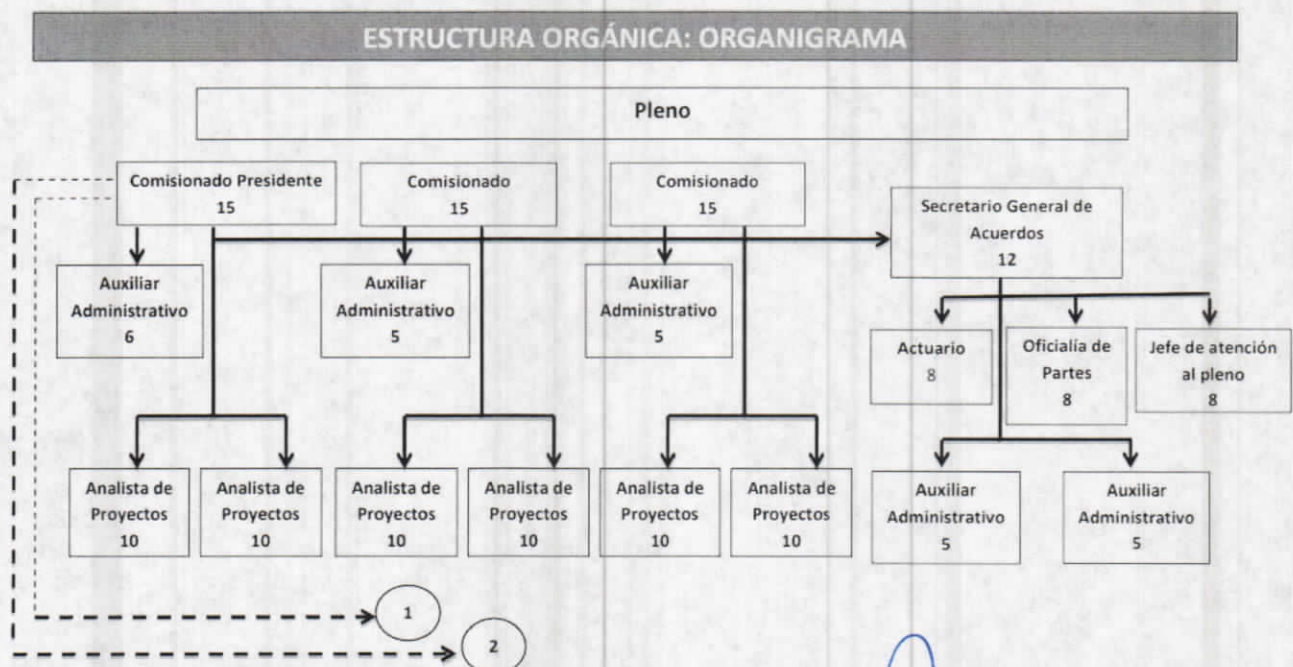 ESTRUCTURA ORGÁNICA: ORGANIGRAMA
Pleno
Comisionado Presidente
15
Comisionado
15
Comisionado
15
Secretario General de
Acuerdos
12
Auxiliar
Administrativo
6
Auxiliar
Administrativo
5
Auxiliar
Administrativo
5
Actuario
8
Oficialía de
Partes
8
Jefe de atención
al pleno
8
Analista de
Proyectos
10
Analista de
Proyectos
10
Analista de
Proyectos
10
Analista de
Proyectos
10
Analista de
Proyectos
10
Analista de
Proyectos
10
Auxiliar
Administrativo
5
Auxiliar
Administrativo
5
1
2